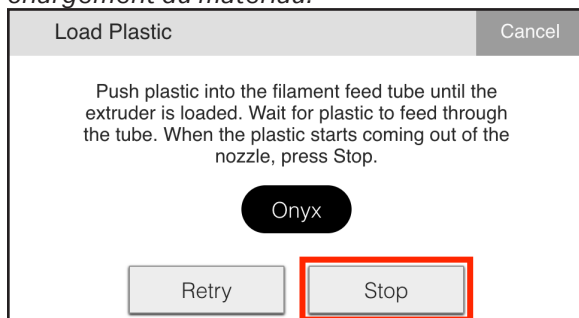 chargement du matériau.
Load Plastic
Cancel
Push plastic into the filament feed tube until the
extruder is loaded. Wait for plastic to feed through
the tube. When the plastic starts coming out of the
nozzle, press Stop.
Onyx
Retry
Stop